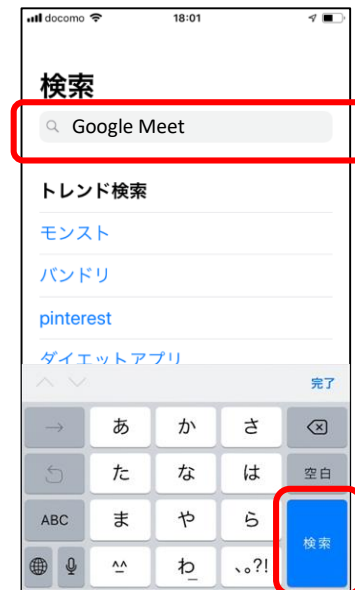 docomo 18:01
検索
Google Meet
トレンド検索
モンスト
バンドリ
pinterest
ダイエットアプリ
完了
→ あ か さ
た な は 空白
ABC ま や ら 検索
^^ わ_ 、。?!